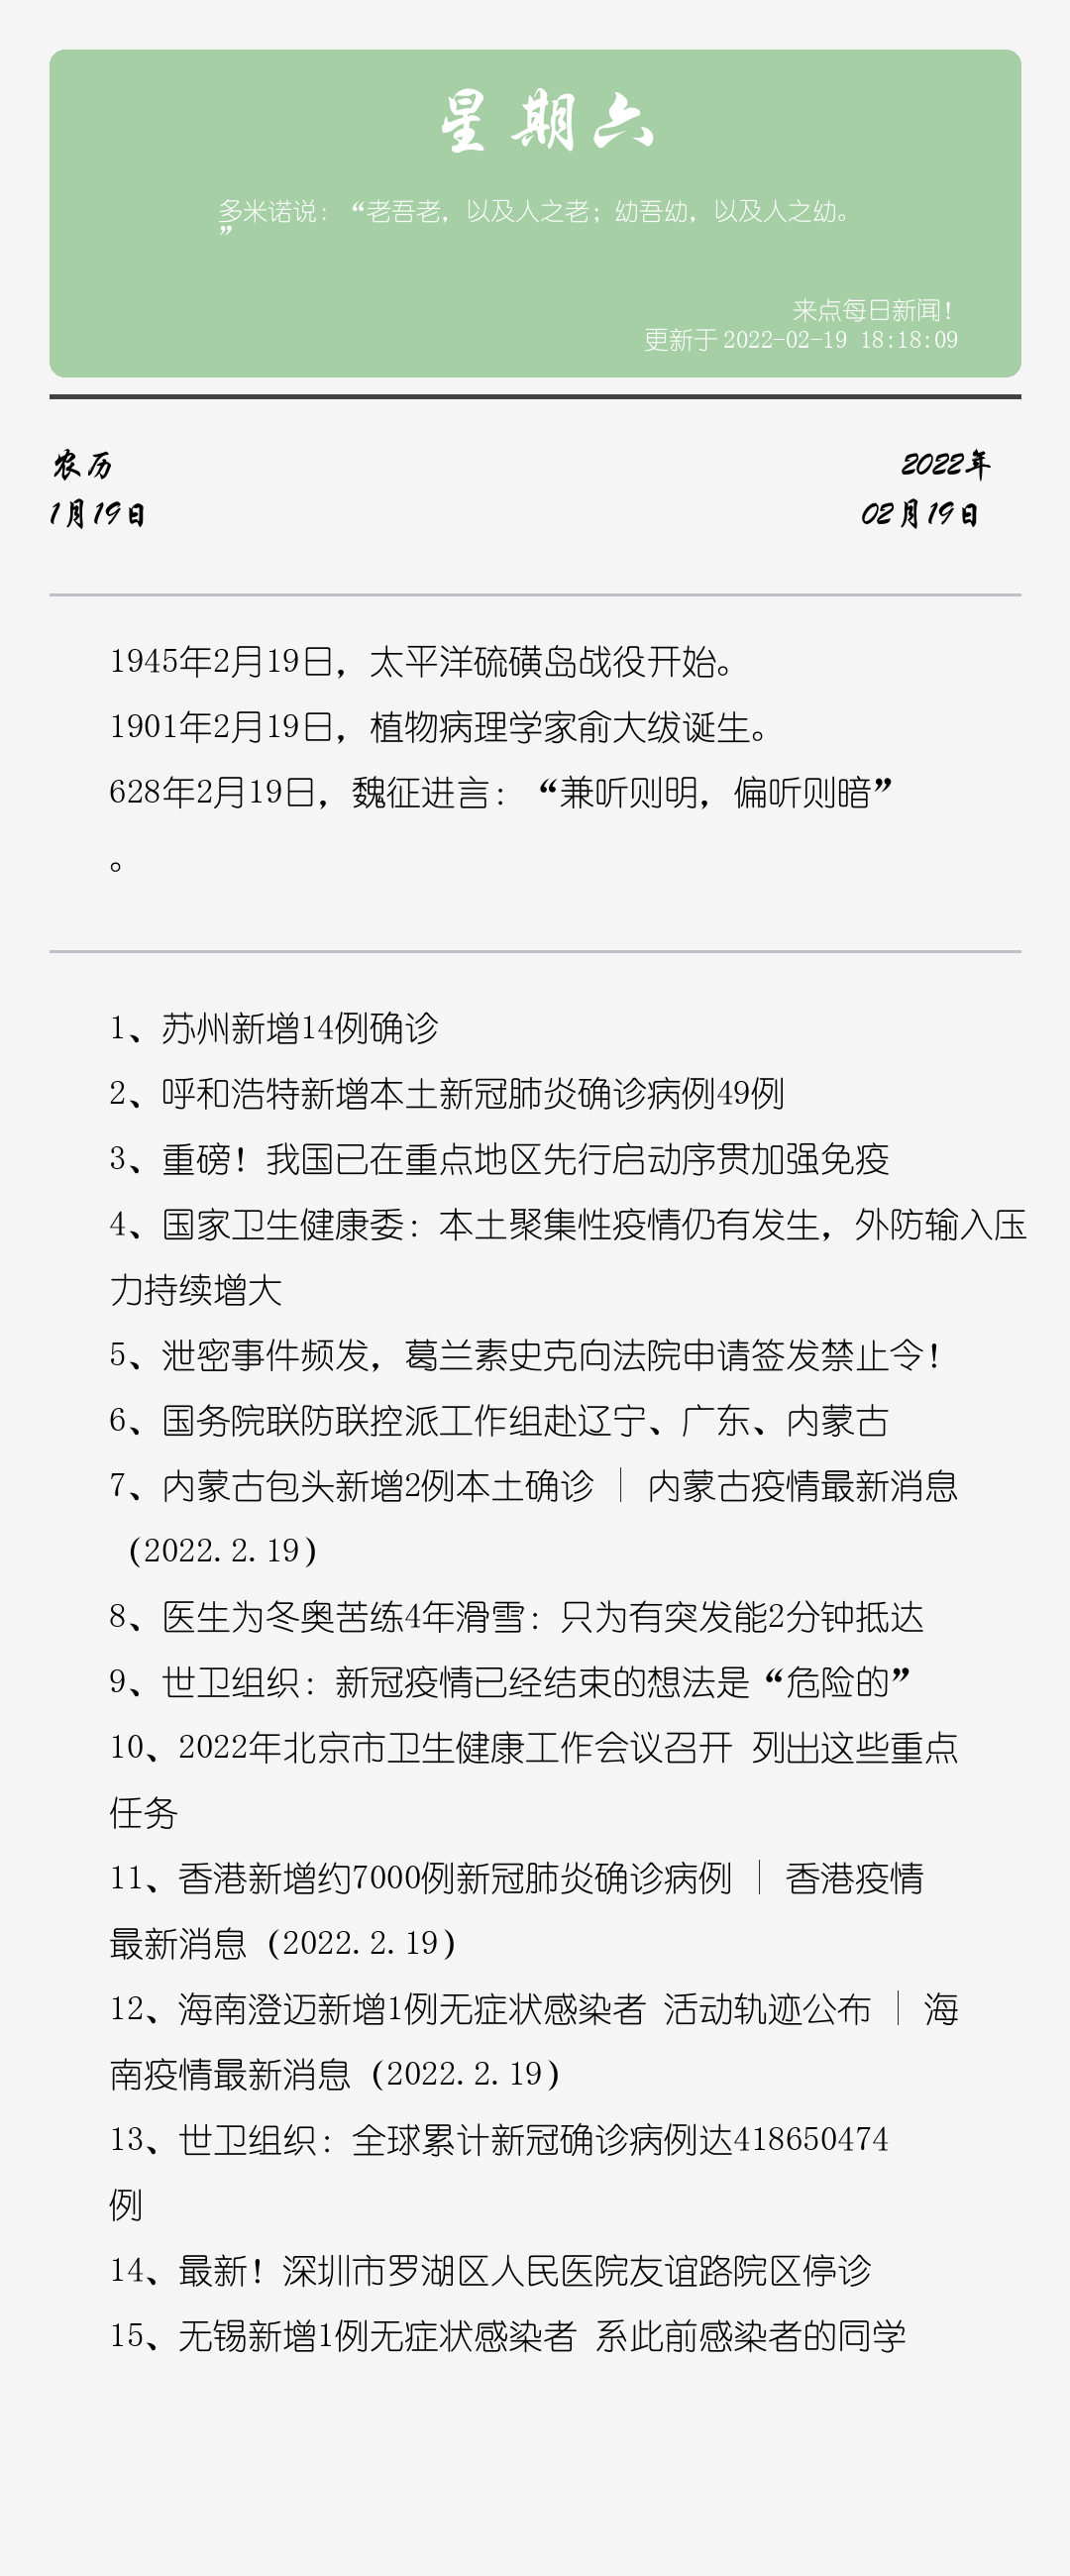 星期六
多米诺说：“老吾老，以及人之老；幼吾幼，以及人之幼。
”
来点每日新闻！
更新于 2022-02-19 18:18:09
农历
1月19日
2022年
02月19日
1945年2月19日，太平洋硫磺岛战役开始。
1901年2月19日，植物病理学家俞大绂诞生。
628年2月19日，魏征进言：“兼听则明，偏听则暗”
。
1、苏州新增14例确诊
2、呼和浩特新增本土新冠肺炎确诊病例49例
3、重磅！我国已在重点地区先行启动序贯加强免疫
4、国家卫生健康委：本土聚集性疫情仍有发生，外防输入压
力持续增大
5、泄密事件频发，葛兰素史克向法院申请签发禁止令！
6、国务院联防联控派工作组赴辽宁、广东、内蒙古
7、内蒙古包头新增2例本土确诊 | 内蒙古疫情最新消息
（2022.2.19）
8、医生为冬奥苦练4年滑雪：只为有突发能2分钟抵达
9、世卫组织：新冠疫情已经结束的想法是“危险的”
10、2022年北京市卫生健康工作会议召开 列出这些重点
任务
11、香港新增约7000例新冠肺炎确诊病例 | 香港疫情
最新消息（2022.2.19）
12、海南澄迈新增1例无症状感染者 活动轨迹公布 | 海
南疫情最新消息（2022.2.19）
13、世卫组织：全球累计新冠确诊病例达418650474
例
14、最新！深圳市罗湖区人民医院友谊路院区停诊
15、无锡新增1例无症状感染者 系此前感染者的同学